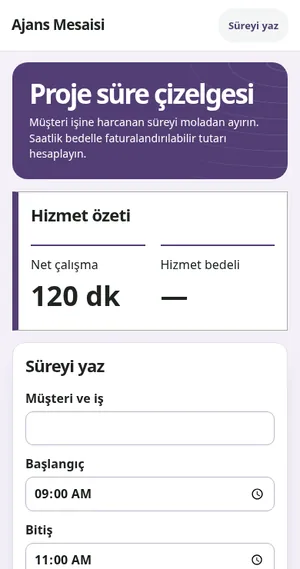 Ajans Mesaisi
Süreyi yaz
Proje süre çizelgesi
Müşteri işine harcanan süreyi moladan ayırın.
Saatlik bedelle faturalandırılabilir tutarı
hesaplayın.
Hizmet özeti
Net çalışma
120 dk
Hizmet bedeli
—
Süreyi yaz
Müşteri ve iş
Başlangıç
09:00 AM
Bitiş
11:00 AM